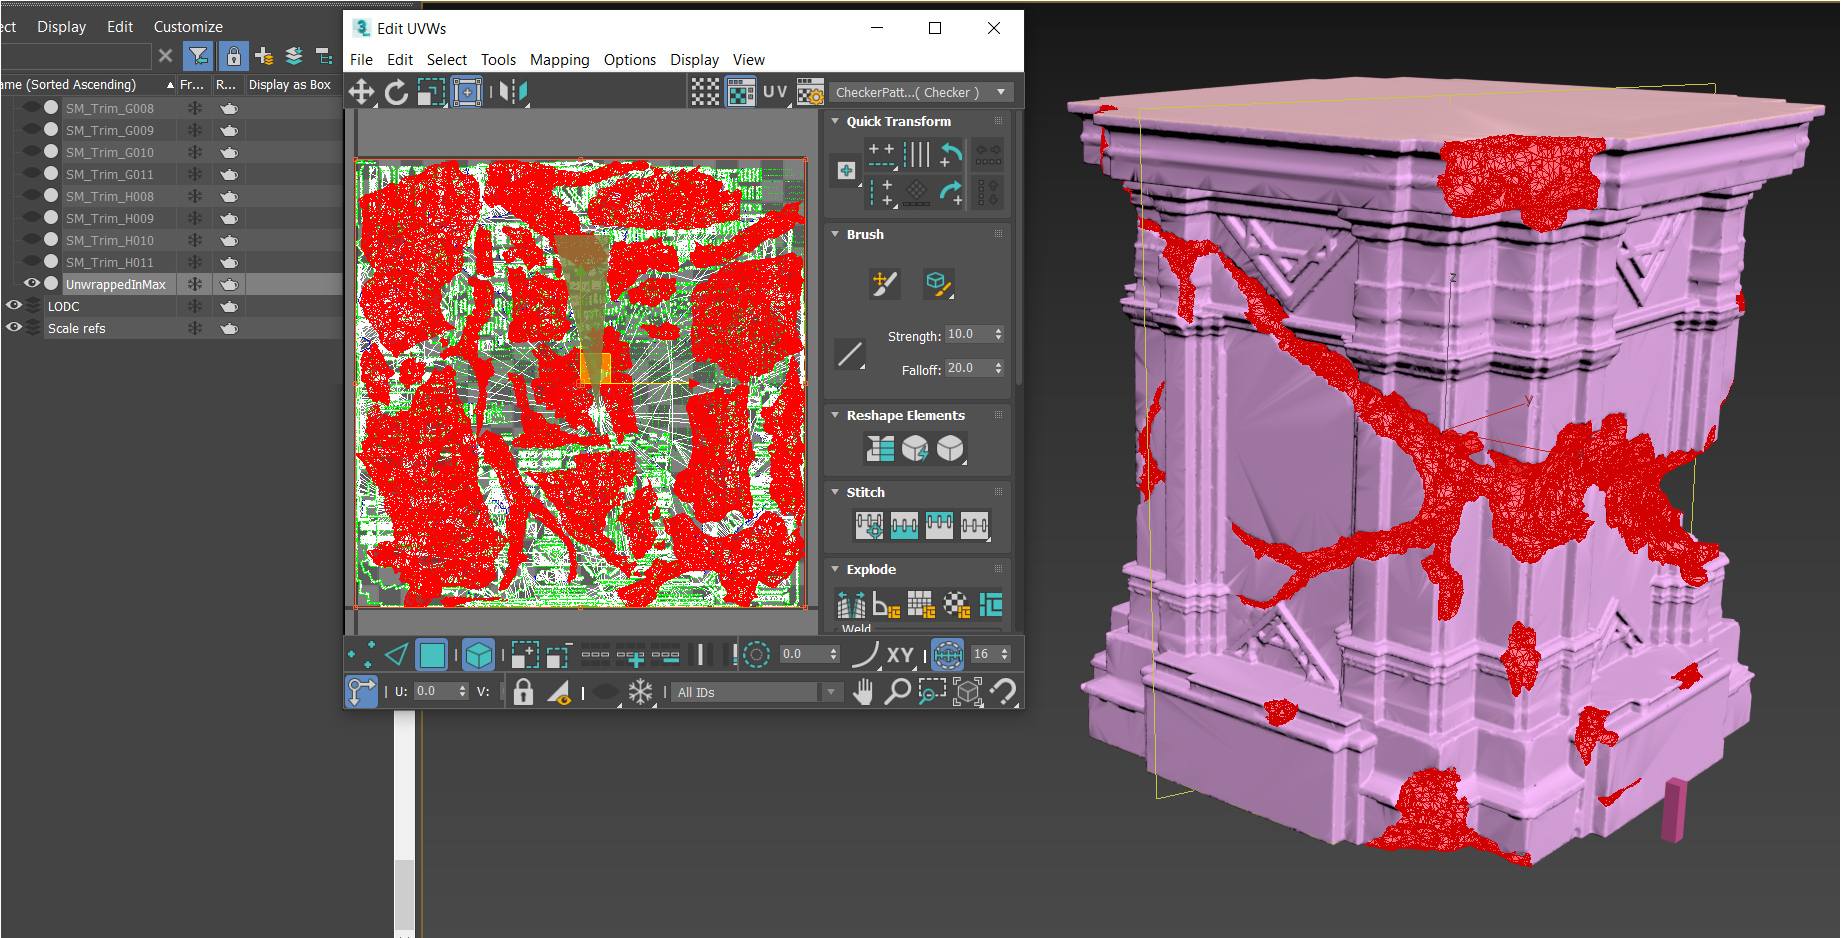 ect Display Edit Customize
ame (Sorted Ascending) Fr... R... Display as Box
SM_Trim_G008
SM_Trim_G009
SM_Trim_G010
SM_Trim_G011
SM_Trim_H008
SM_Trim_H009
SM_Trim_H010
SM_Trim_H011
UnwrappedInMax
LODC
Scale refs
3 Edit UVWs
File Edit Select Tools Mapping Options Display View
UV CheckerPatt...( Checker )
Quick Transform
Brush
Strength: 10.0
Falloff: 20.0
Reshape Elements
Stitch
Explode
Weld
0.0 XY 16
U: 0.0 V: All IDs
z
y